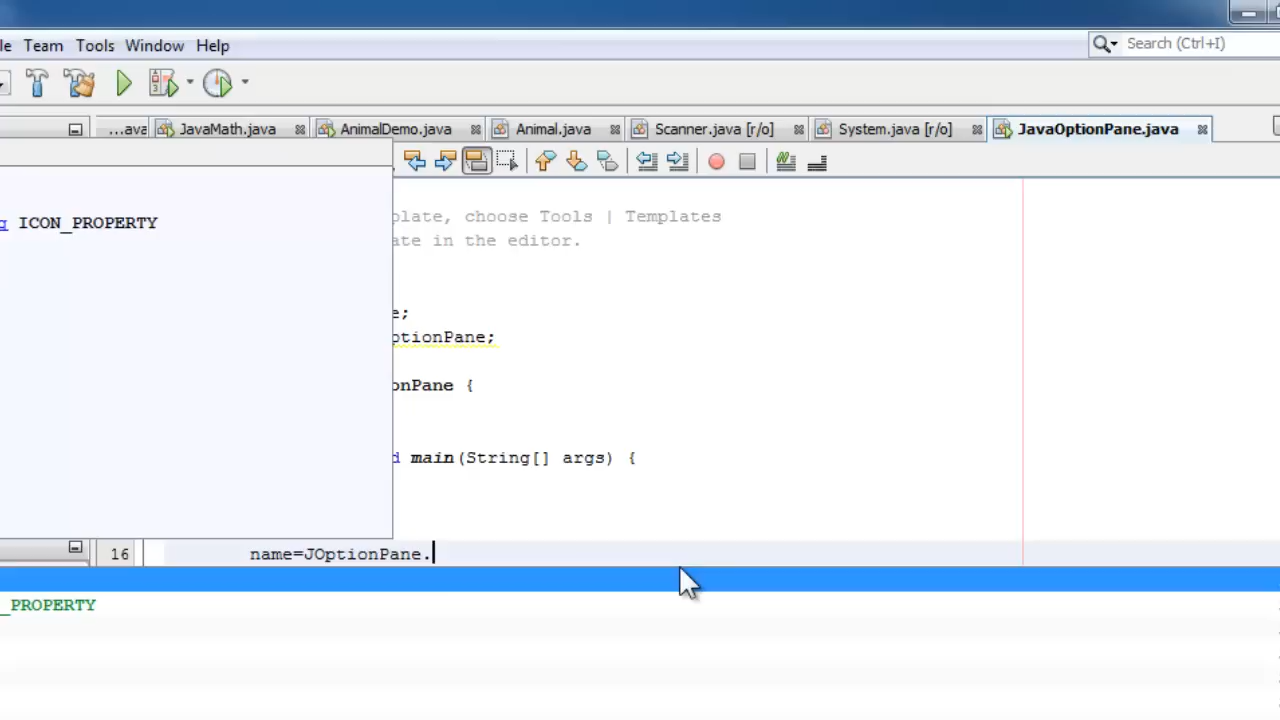 le Team Tools Window Help
Search (Ctrl+I)
...ava JavaMath.java AnimalDemo.java Animal.java Scanner.java [r/o] System.java [r/o] JavaOptionPane.java
g ICON_PROPERTY
plate, choose Tools | Templates
ate in the editor.
e;
ptionPane;
onPane {
d main(String[] args) {
16 name=JOptionPane.
_PROPERTY